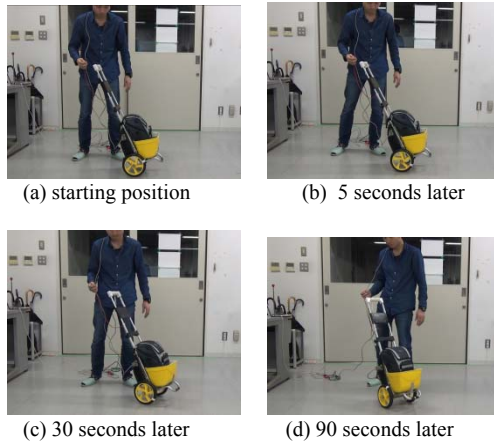 (a) starting position
(b) 5 seconds later
(c) 30 seconds later
(d) 90 seconds later